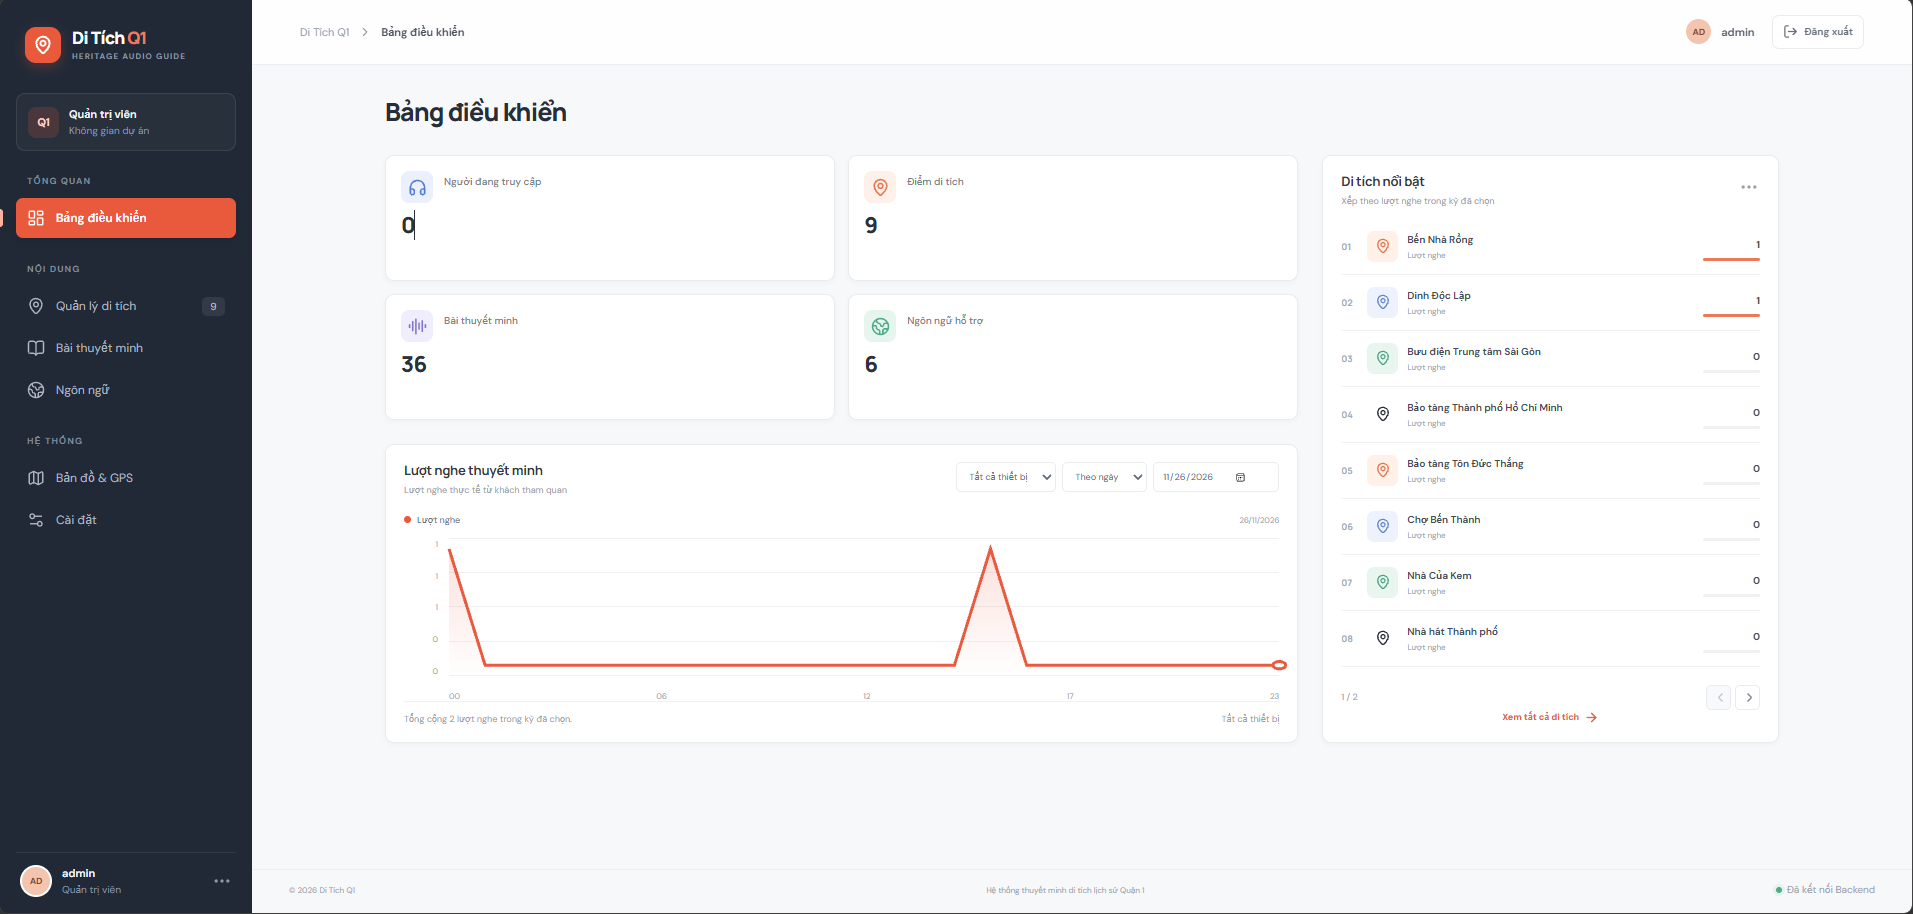 Di Tích Q1
HERITAGE AUDIO GUIDE
Q1
Quản trị viên
Không gian dự án
TỔNG QUAN
Bảng điều khiển
NỘI DUNG
Quản lý di tích 9
Bài thuyết minh
Ngôn ngữ
HỆ THỐNG
Bản đồ & GPS
Cài đặt
AD
admin
Quản trị viên
Di Tích Q1 Bảng điều khiển
AD admin Đăng xuất
Bảng điều khiển
Người đang truy cập
0
Điểm di tích
9
Bài thuyết minh
36
Ngôn ngữ hỗ trợ
6
Lượt nghe thuyết minh
Lượt nghe thực tế từ khách tham quan
Tất cả thiết bị Theo ngày 11/26/2026
Lượt nghe 26/11/2026
1
1
1
0
0
00 06 12 17 23
Tổng cộng 2 lượt nghe trong kỳ đã chọn. Tất cả thiết bị
Di tích nổi bật
Xếp theo lượt nghe trong kỳ đã chọn
01 Bến Nhà Rồng 1
Lượt nghe
02 Dinh Độc Lập 1
Lượt nghe
03 Bưu điện Trung tâm Sài Gòn 0
Lượt nghe
04 Bảo tàng Thành phố Hồ Chí Minh 0
Lượt nghe
05 Bảo tàng Tôn Đức Thắng 0
Lượt nghe
06 Chợ Bến Thành 0
Lượt nghe
07 Nhà Của Kem 0
Lượt nghe
08 Nhà hát Thành phố 0
Lượt nghe
1 / 2
Xem tất cả di tích
© 2026 Di Tích Q1
Hệ thống thuyết minh di tích lịch sử Quận 1
Đã kết nối Backend